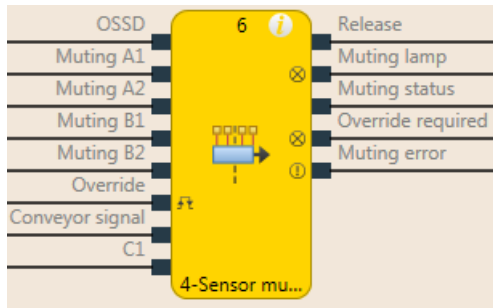 OSSD
Muting A1
Muting A2
Muting B1
Muting B2
Override
Conveyor signal
C1
6
i
4-Sensor mu...
Release
Muting lamp
Muting status
Override required
Muting error